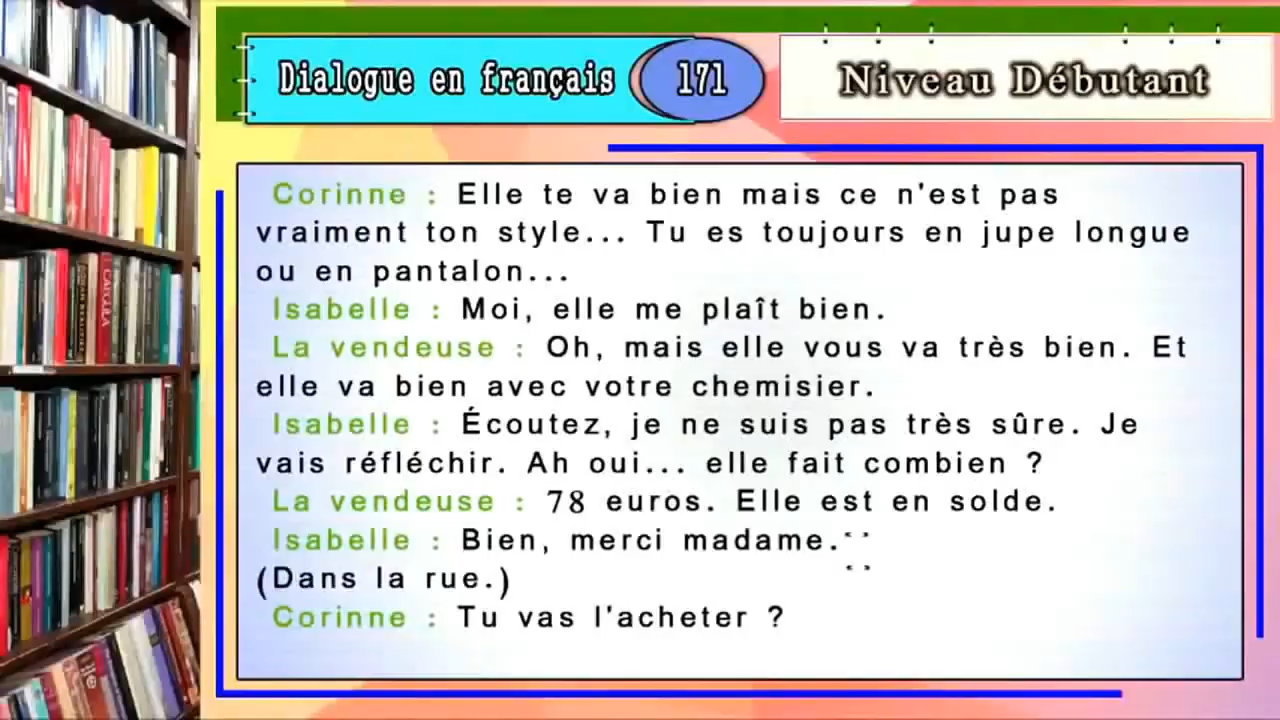 Dialogue en français 171
Niveau Débutant
Corinne : Elle te va bien mais ce n'est pas
vraiment ton style... Tu es toujours en jupe longue
ou en pantalon...
Isabelle : Moi, elle me plaît bien.
La vendeuse : Oh, mais elle vous va très bien. Et
elle va bien avec votre chemisier.
Isabelle : Écoutez, je ne suis pas très sûre. Je
vais réfléchir. Ah oui... elle fait combien ?
La vendeuse : 78 euros. Elle est en solde.
Isabelle : Bien, merci madame.
(Dans la rue.)
Corinne : Tu vas l'acheter ?